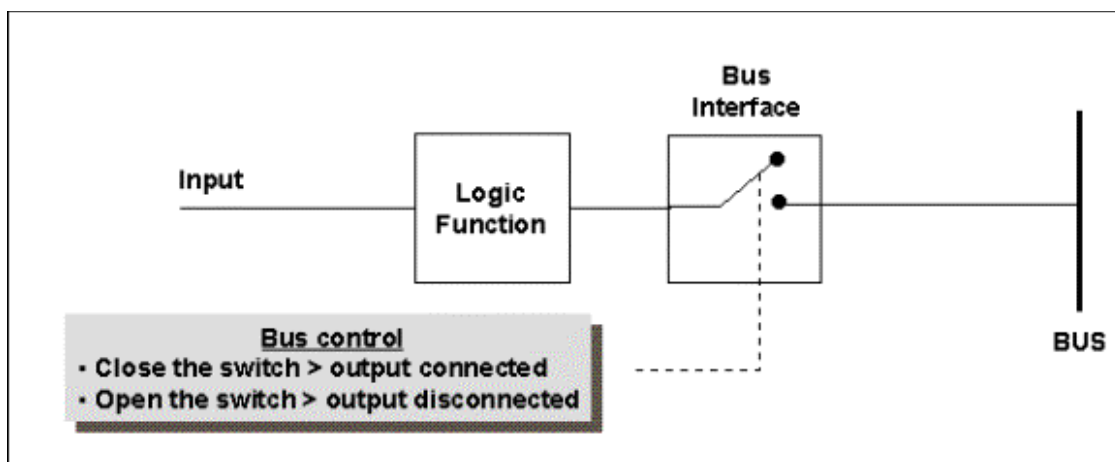 Bus
Interface
Input
Logic
Function
BUS
Bus control
· Close the switch > output connected
· Open the switch > output disconnected